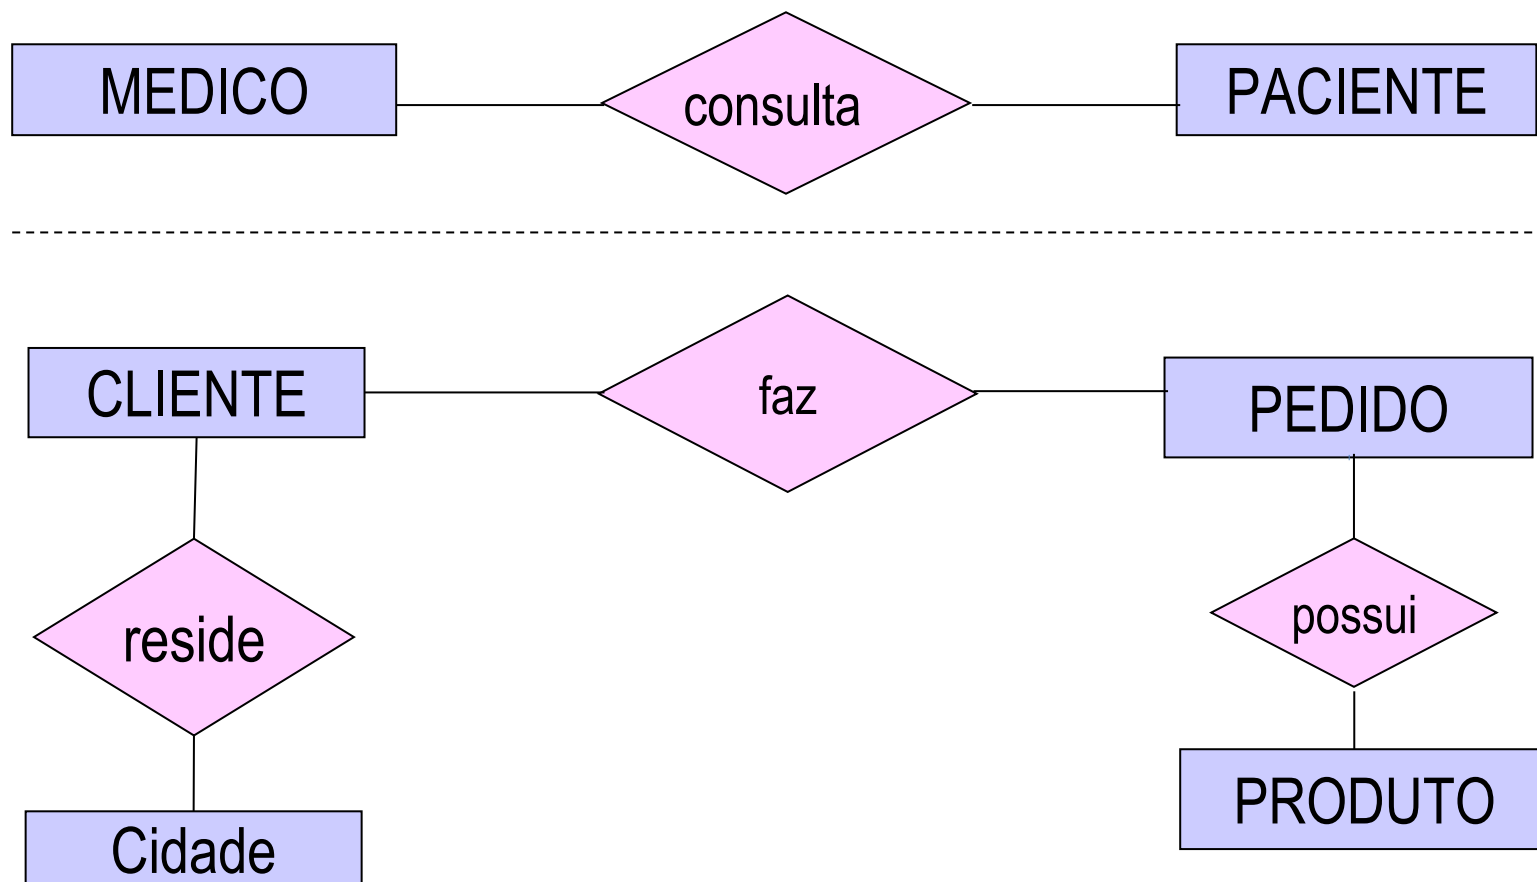 MEDICO
consulta
PACIENTE
CLIENTE
faz
PEDIDO
reside
possui
PRODUTO
Cidade